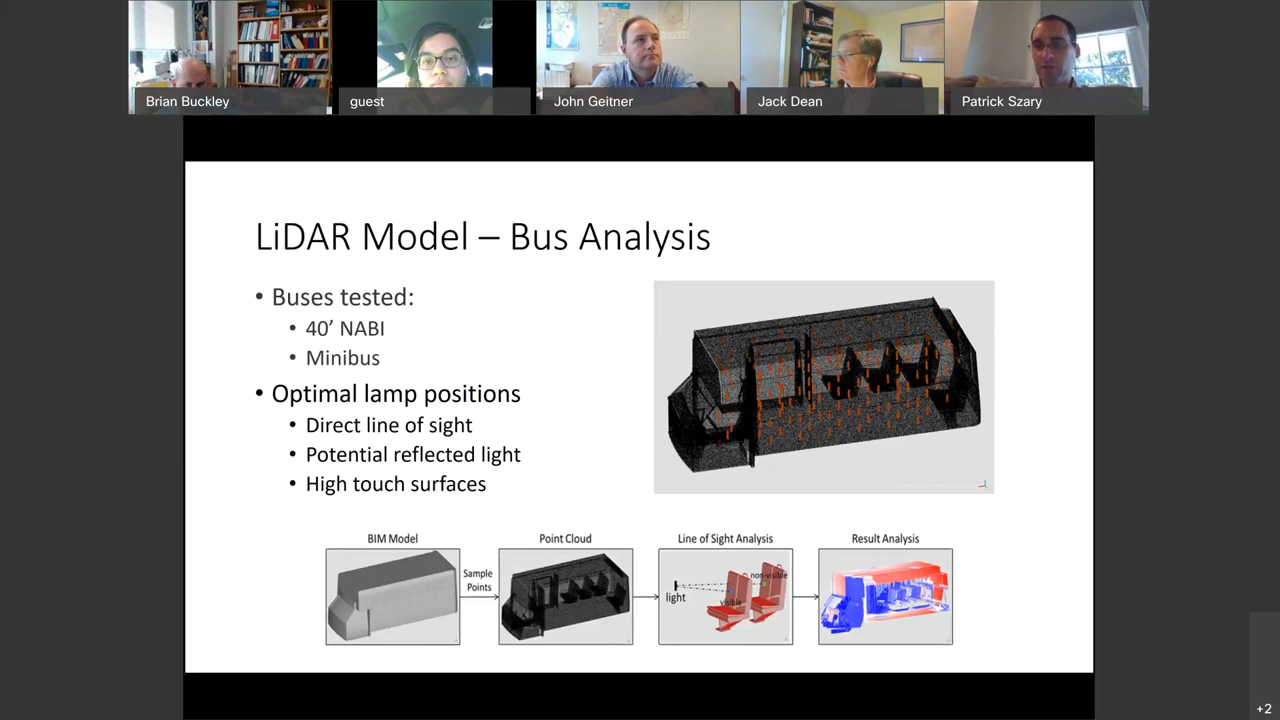 Brian Buckley
guest
John Geitner
Jack Dean
Patrick Szary
LiDAR Model – Bus Analysis
• Buses tested:
• 40’ NABI
• Minibus
• Optimal lamp positions
• Direct line of sight
• Potential reflected light
• High touch surfaces
BIM Model
Sample
Points
Point Cloud
Line of Sight Analysis
light
visible
non-visible
Result Analysis
+2